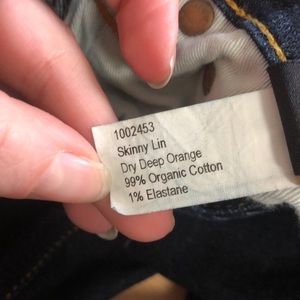 1002453
Skinny Lin
Dry Deep Orange
99% Organic Cotton
1% Elastane